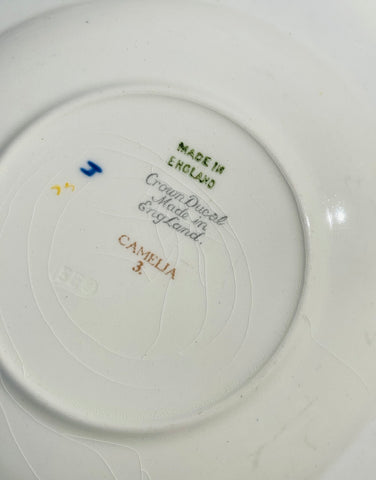 MADE IN
ENGLAND
Crown Ducal
Made in
England.
CAMELIA
3.